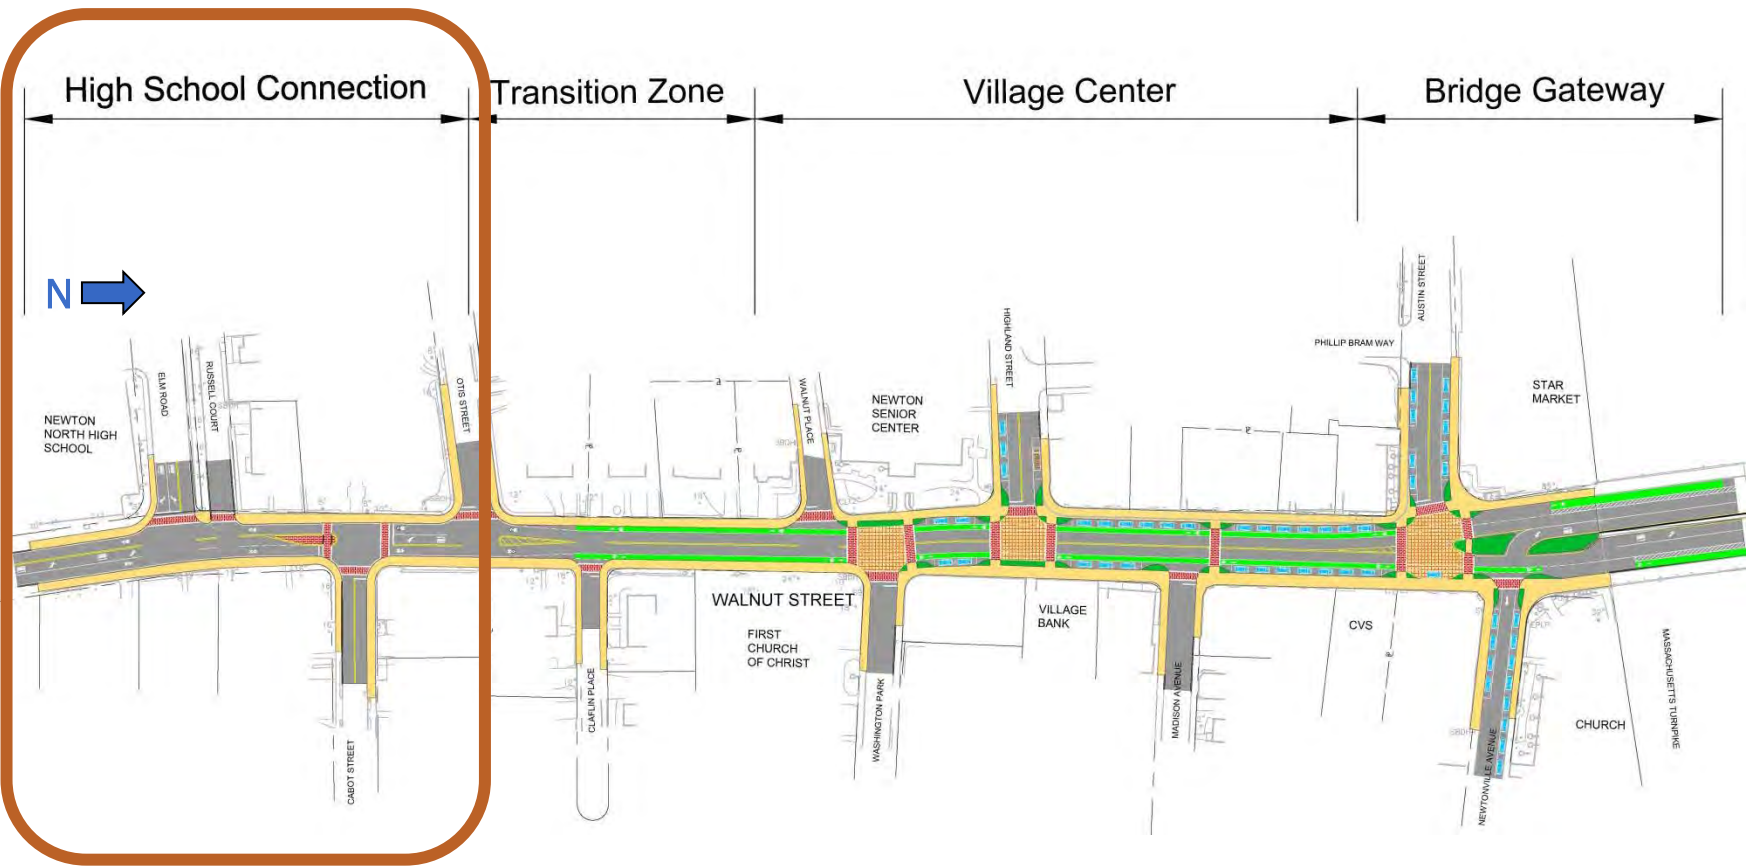 High School Connection
Transition Zone
Village Center
Bridge Gateway
N
NEWTON
NORTH HIGH
SCHOOL
ELM ROAD
RUSSELL COURT
OTIS STREET
WALNUT PLACE
NEWTON
SENIOR
CENTER
HIGHLAND STREET
PHILLIP BRAM WAY
AUSTIN STREET
STAR
MARKET
WALNUT STREET
FIRST
CHURCH
OF CHRIST
VILLAGE
BANK
CVS
CHURCH
MASSACHUSETTS TURNPIKE
CABOT STREET
CLAFLIN PLACE
WASHINGTON PARK
MADISON AVENUE
NEWTONVILLE AVENUE